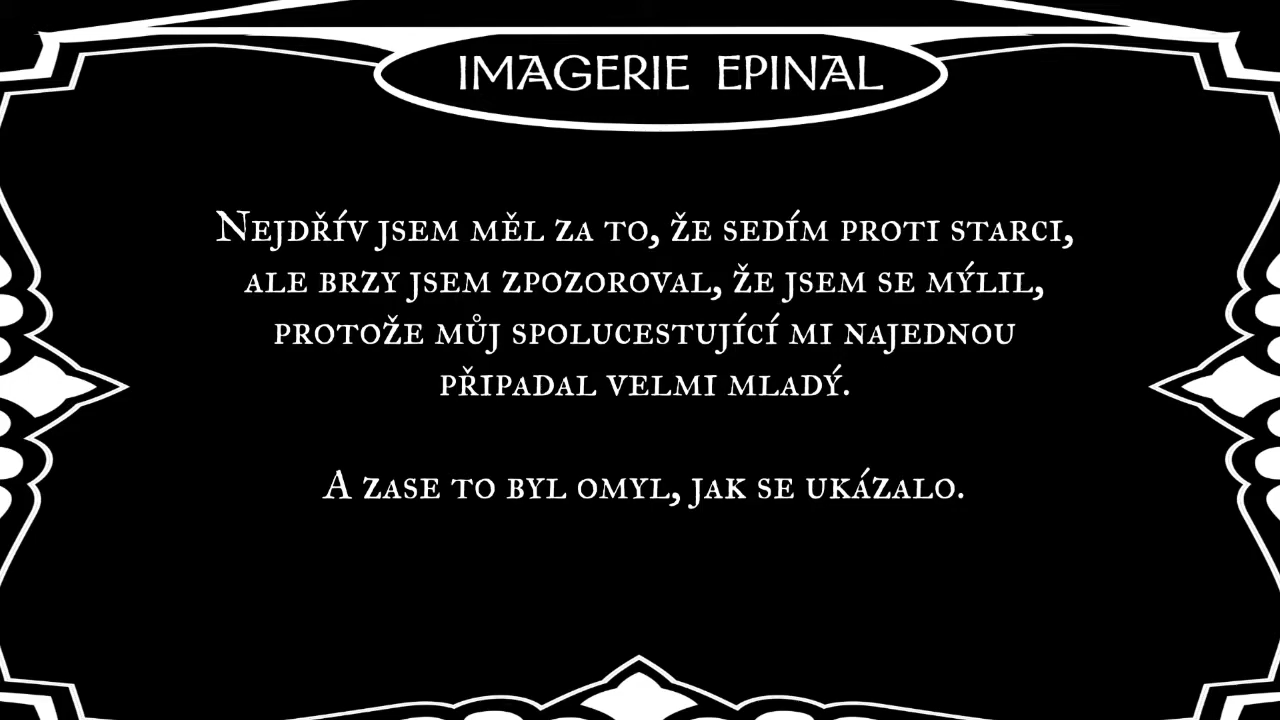 IMAGERIE EPINAL
Nejdřív jsem měl za to, že sedím proti starci,
ale brzy jsem zpozoroval, že jsem se mýlil,
protože můj spolucestující mi najednou
připadal velmi mladý.
A zase to byl omyl, jak se ukázalo.